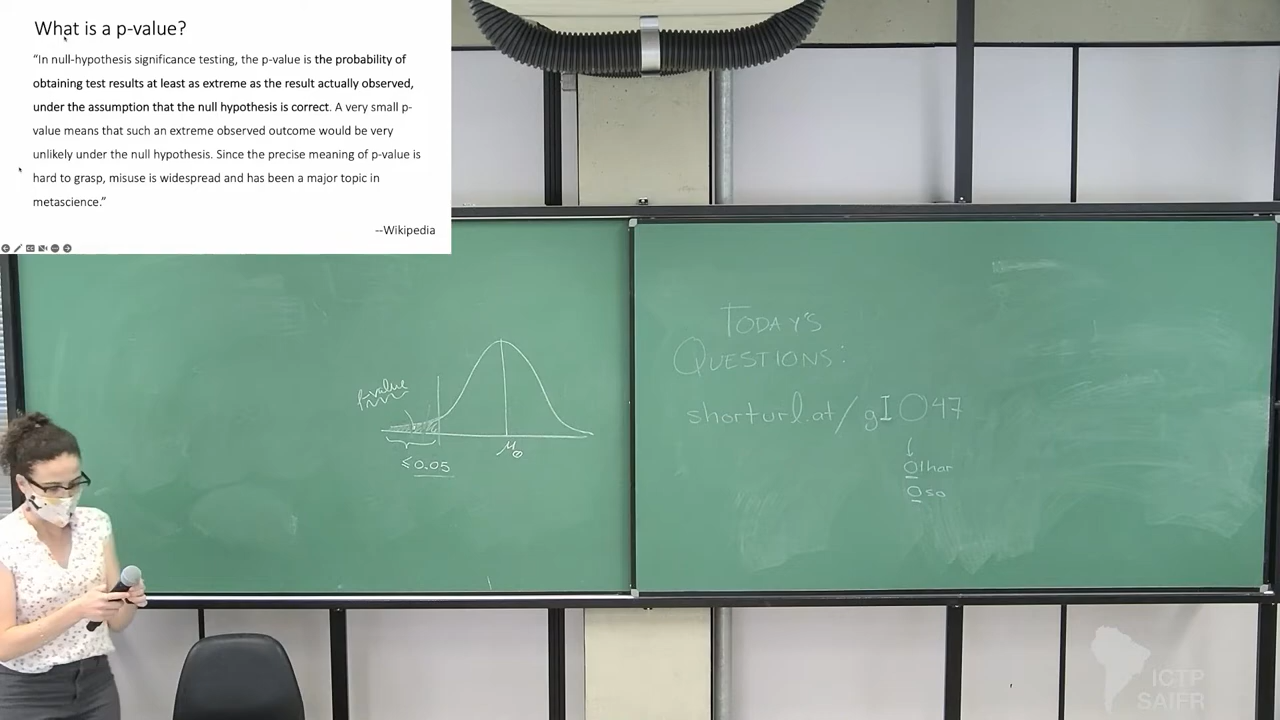 What is a p-value?
“In null-hypothesis significance testing, the p-value is the probability of
obtaining test results at least as extreme as the result actually observed,
under the assumption that the null hypothesis is correct. A very small p-
value means that such an extreme observed outcome would be very
unlikely under the null hypothesis. Since the precise meaning of p-value is
hard to grasp, misuse is widespread and has been a major topic in
metascience.”
--Wikipedia
p-value
≤ 0.05
μ₀
TODAY'S
QUESTIONS:
shorturl.at/gIO47
Olhar
Oso
ICTP
SAIFR